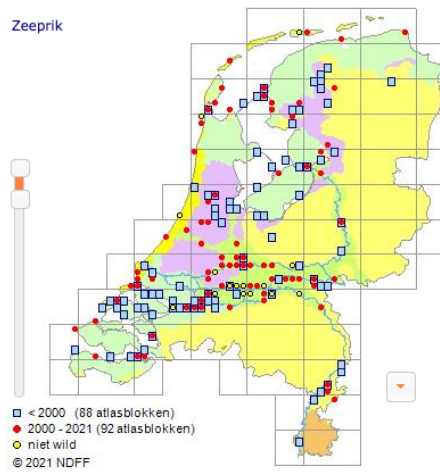 Zeeprik
< 2000 (88 atlasblokken)
2000 - 2021 (92 atlasblokken)
niet wild
© 2021 NDFF